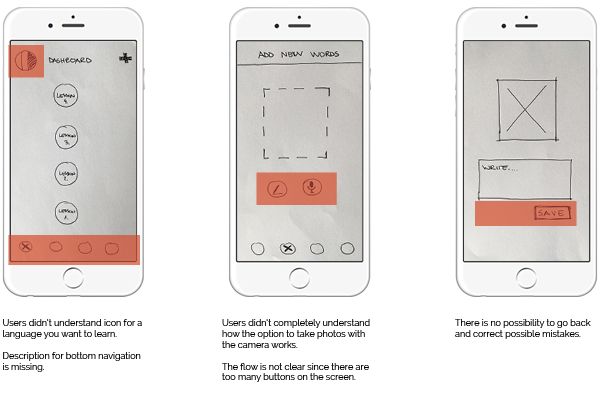 DASHBOARD
LESSON
4.
LESSON
3.
LESSON
2.
LESSON
1.
Users didn't understand icon for a
language you want to learn.
Description for bottom navigation
is missing.
ADD NEW WORDS
Users didn't completely understand
how the option to take photos with
the camera works.
The flow is not clear since there are
too many buttons on the screen.
WRITE....
SAVE
There is no possibility to go back
and correct possible mistakes.